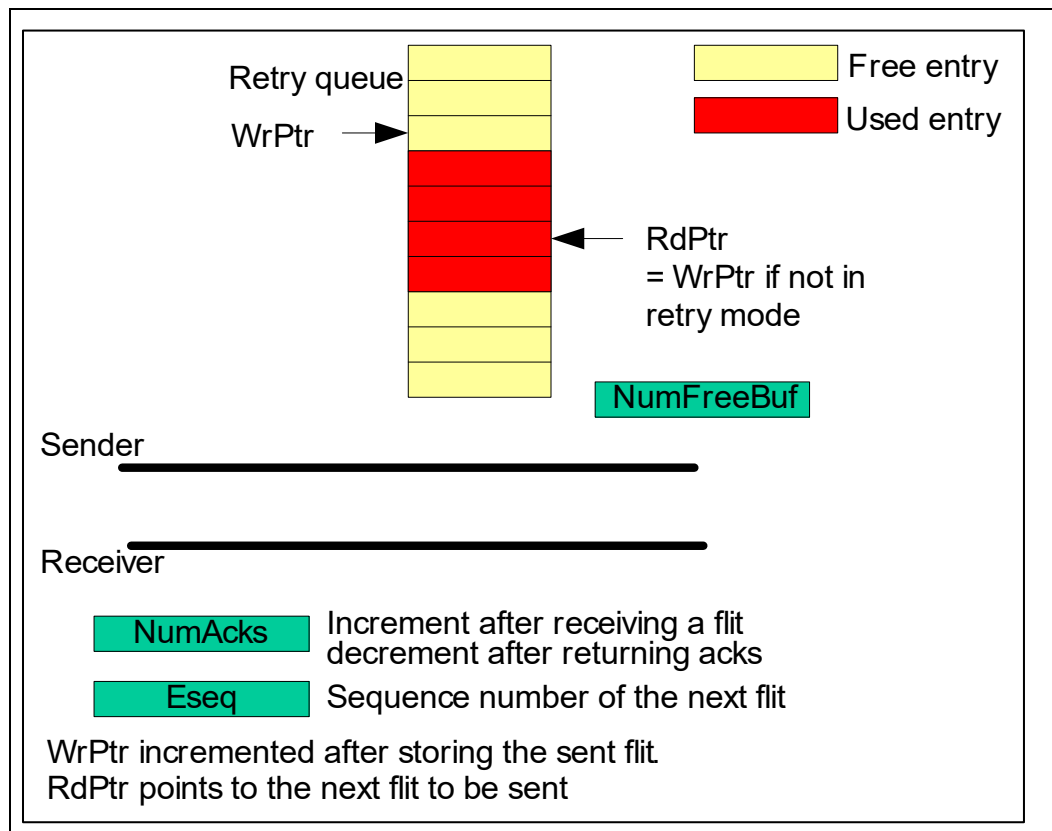 Retry queue
Free entry
Used entry
WrPtr
RdPtr
= WrPtr if not in
retry mode
NumFreeBuf
Sender
Receiver
NumAcks
Increment after receiving a flit
decrement after returning acks
Eseq
Sequence number of the next flit
WrPtr incremented after storing the sent flit.
RdPtr points to the next flit to be sent